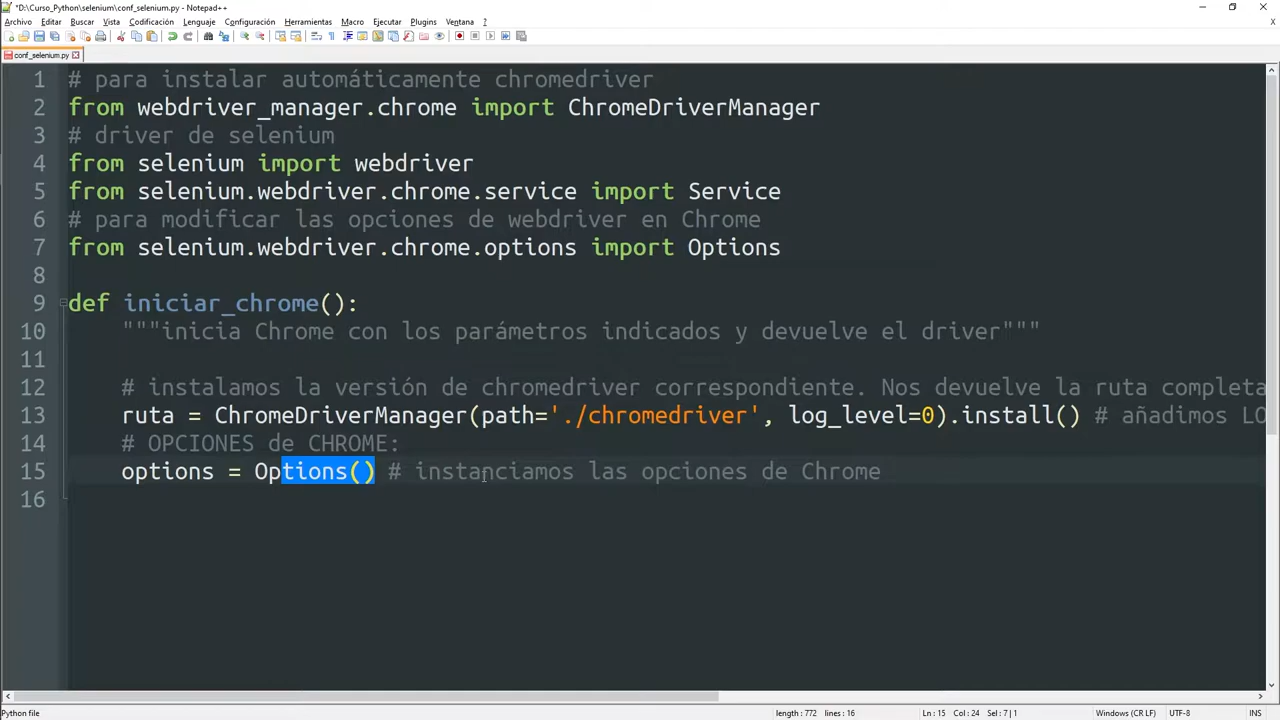 *D:\Curso_Python\selenium\conf_selenium.py - Notepad++
Archivo Editar Buscar Vista Codificación Lenguaje Configuración Herramientas Macro Ejecutar Plugins Ventana ? X
conf_selenium.py
1 # para instalar automáticamente chromedriver
2 from webdriver_manager.chrome import ChromeDriverManager
3 # driver de selenium
4 from selenium import webdriver
5 from selenium.webdriver.chrome.service import Service
6 # para modificar las opciones de webdriver en Chrome
7 from selenium.webdriver.chrome.options import Options
8
9 def iniciar_chrome():
10 """inicia Chrome con los parámetros indicados y devuelve el driver"""
11
12 # instalamos la versión de chromedriver correspondiente. Nos devuelve la ruta completa
13 ruta = ChromeDriverManager(path='./chromedriver', log_level=0).install() # añadimos LO
14 # OPCIONES de CHROME:
15 options = Options() # instanciamos las opciones de Chrome
16
Python file length : 772 lines : 16 Ln : 15 Col : 24 Sel : 7 | 1 Windows (CR LF) UTF-8 INS